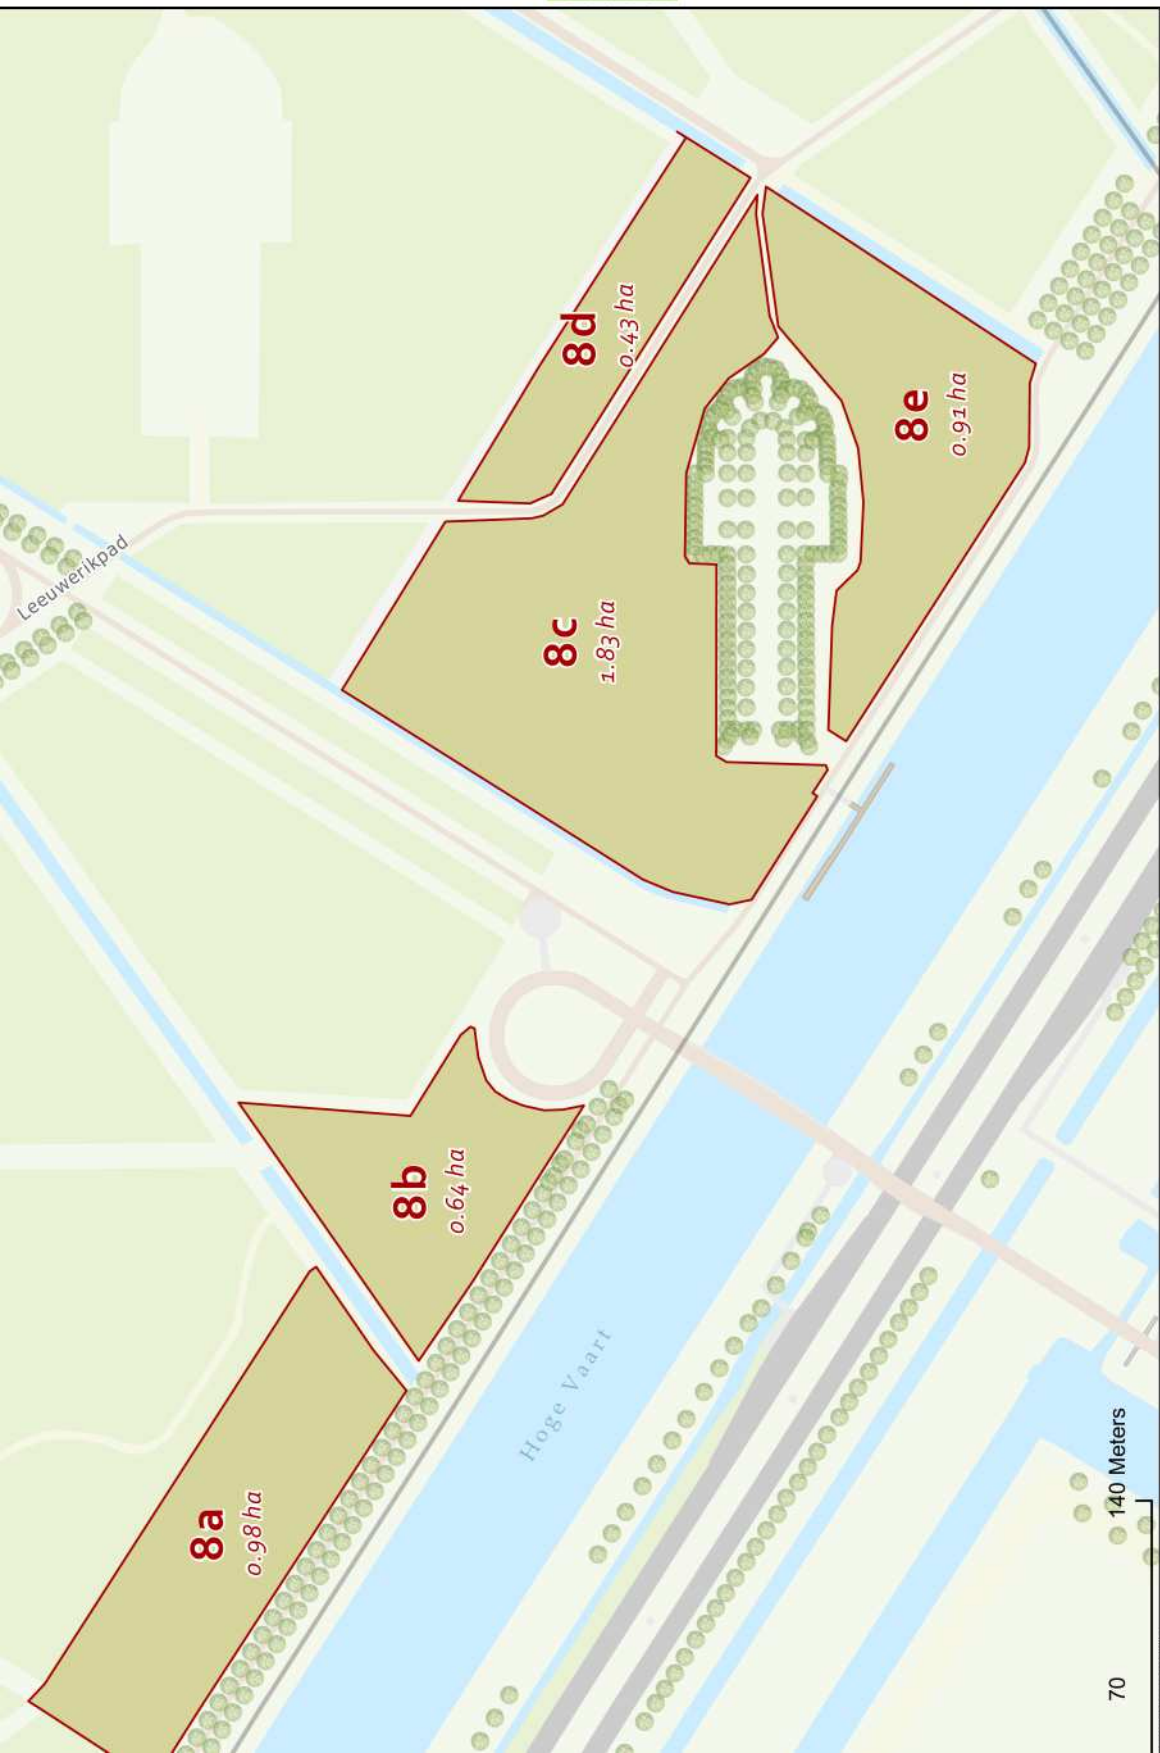 8a
0.98 ha
8b
0.64 ha
8c
1.83 ha
8d
0.43 ha
8e
0.91 ha
Leeuwerikpad
Hoge Vaart
70
140 Meters